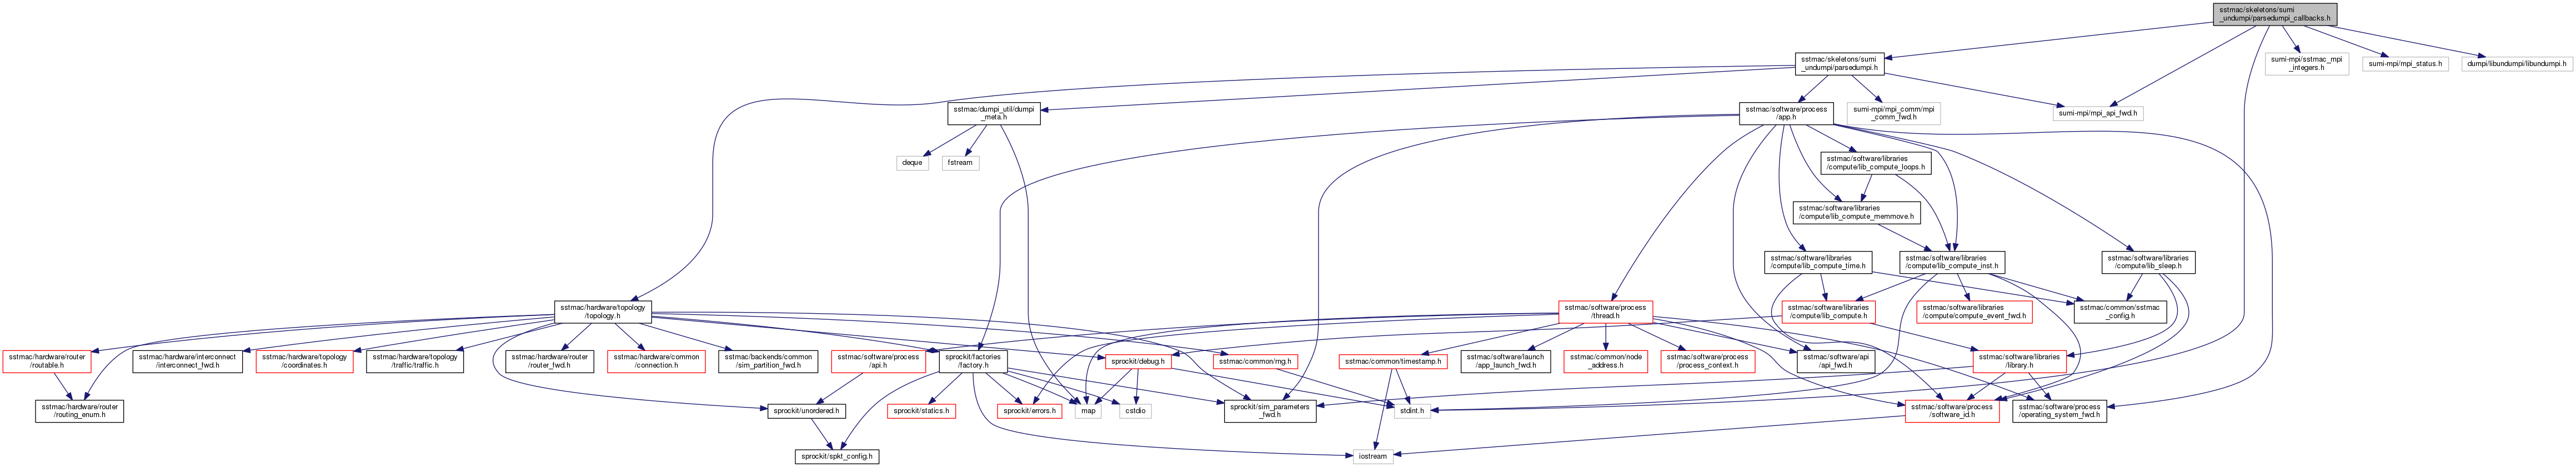 sstmac/skeletons/sumi
_undumpi/parsedumpi_callbacks.h
sstmac/skeletons/sumi
_undumpi/parsedumpi.h
sumi-mpi/sstmac_mpi
_integers.h
sumi-mpi/mpi_status.h
dumpi/libundumpi/libundumpi.h
sstmac/dumpi_util/dumpi
_meta.h
sstmac/software/process
/app.h
sumi-mpi/mpi_comm/mpi
_comm_fwd.h
sumi-mpi/mpi_api_fwd.h
deque
fstream
sstmac/software/libraries
/compute/lib_compute_loops.h
sstmac/software/libraries
/compute/lib_compute_memmove.h
sstmac/software/libraries
/compute/lib_compute_time.h
sstmac/software/libraries
/compute/lib_compute_inst.h
sstmac/software/libraries
/compute/lib_sleep.h
sstmac/hardware/topology
/topology.h
sstmac/software/process
/thread.h
sstmac/software/libraries
/compute/lib_compute.h
sstmac/software/libraries
/compute/compute_event_fwd.h
sstmac/common/sstmac
_config.h
sstmac/hardware/router
/routable.h
sstmac/hardware/interconnect
/interconnect_fwd.h
sstmac/hardware/topology
/coordinates.h
sstmac/hardware/topology
/traffic/traffic.h
sstmac/hardware/router
/router_fwd.h
sstmac/hardware/common
/connection.h
sstmac/backends/common
/sim_partition_fwd.h
sstmac/software/process
/api.h
sprockit/factories
/factory.h
sprockit/debug.h
sstmac/common/rng.h
sstmac/common/timestamp.h
sstmac/software/launch
/app_launch_fwd.h
sstmac/common/node
_address.h
sstmac/software/process
/process_context.h
sstmac/software/api
/api_fwd.h
sstmac/software/libraries
/library.h
sstmac/hardware/router
/routing_enum.h
sprockit/unordered.h
sprockit/statics.h
sprockit/errors.h
map
cstdio
sprockit/sim_parameters
_fwd.h
stdint.h
sstmac/software/process
/software_id.h
sstmac/software/process
/operating_system_fwd.h
sprockit/spkt_config.h
iostream